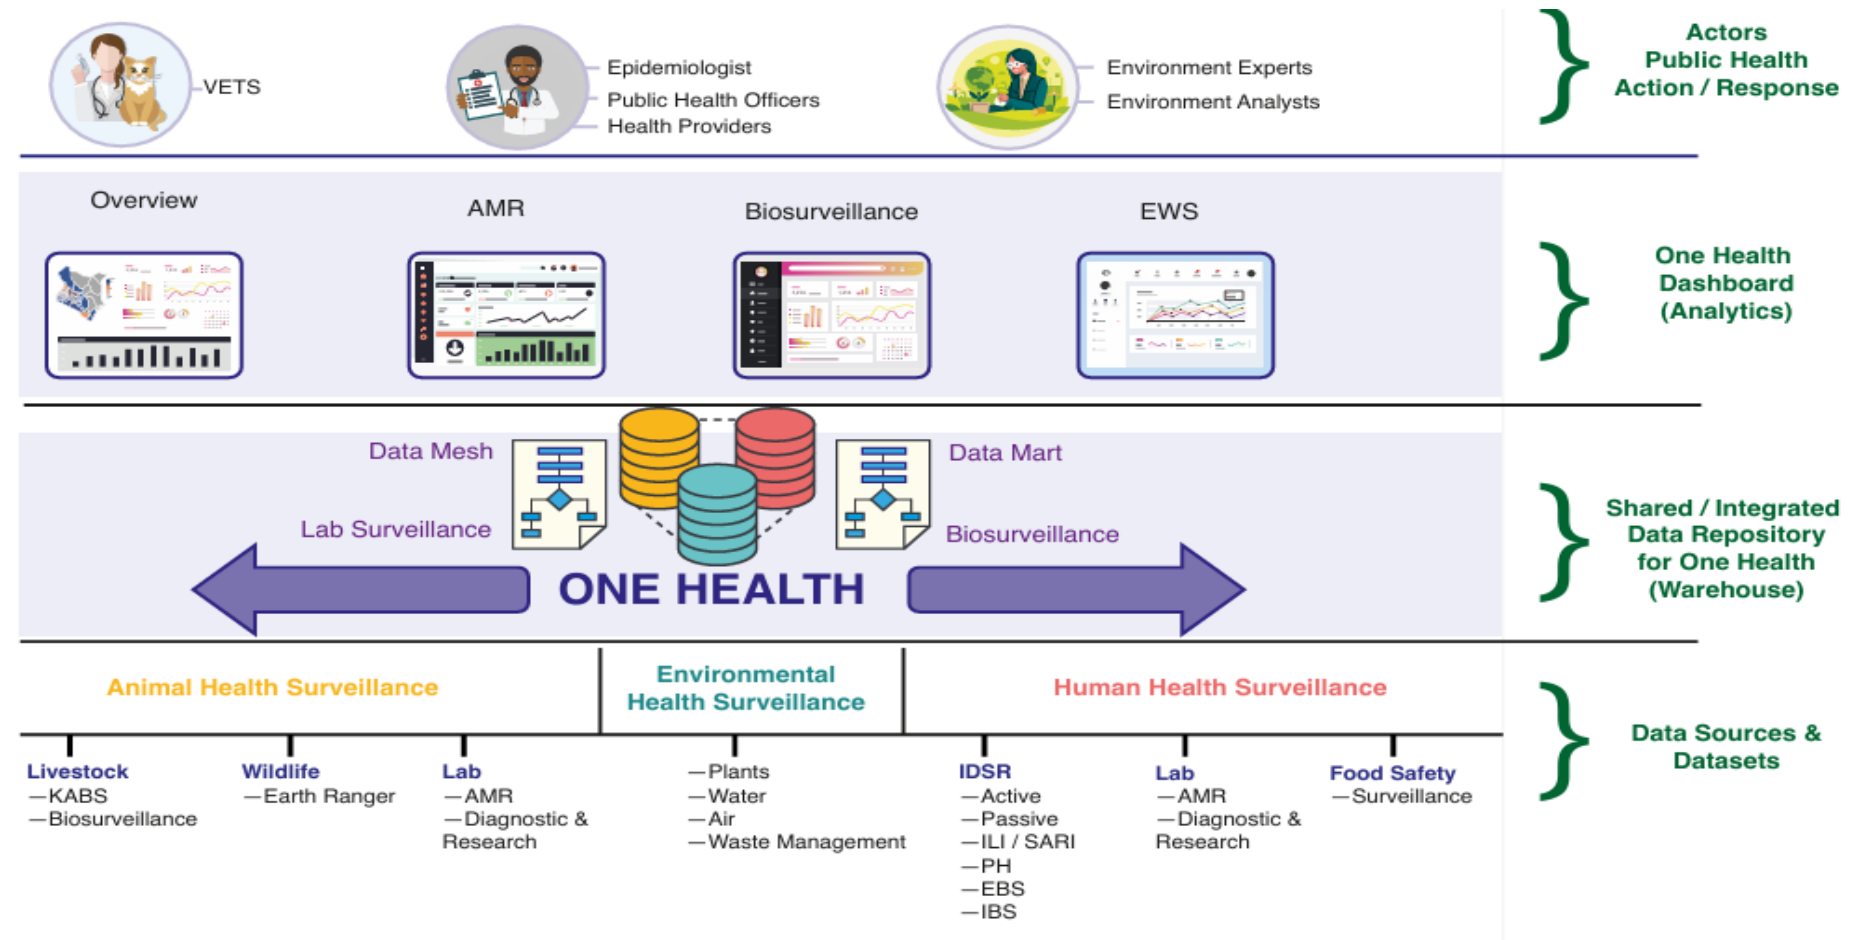 VETS
Epidemiologist
Public Health Officers
Health Providers
Environment Experts
Environment Analysts
Actors
Public Health
Action / Response
Overview
AMR
Biosurveillance
EWS
One Health
Dashboard
(Analytics)
Data Mesh
Lab Surveillance
Data Mart
Biosurveillance
ONE HEALTH
Shared / Integrated
Data Repository
for One Health
(Warehouse)
Animal Health Surveillance
Environmental
Health Surveillance
Human Health Surveillance
Livestock
—KABS
—Biosurveillance
Wildlife
—Earth Ranger
Lab
—AMR
—Diagnostic &
Research
—Plants
—Water
—Air
—Waste Management
IDSR
—Active
—Passive
—ILI / SARI
—PH
—EBS
—IBS
Lab
—AMR
—Diagnostic &
Research
Food Safety
—Surveillance
Data Sources &
Datasets